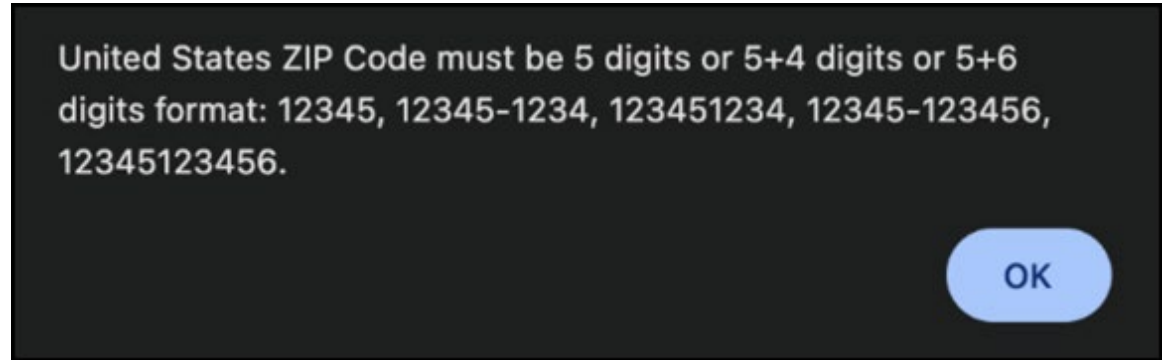 United States ZIP Code must be 5 digits or 5+4 digits or 5+6
digits format: 12345, 12345-1234, 123451234, 12345-123456,
12345123456.
OK